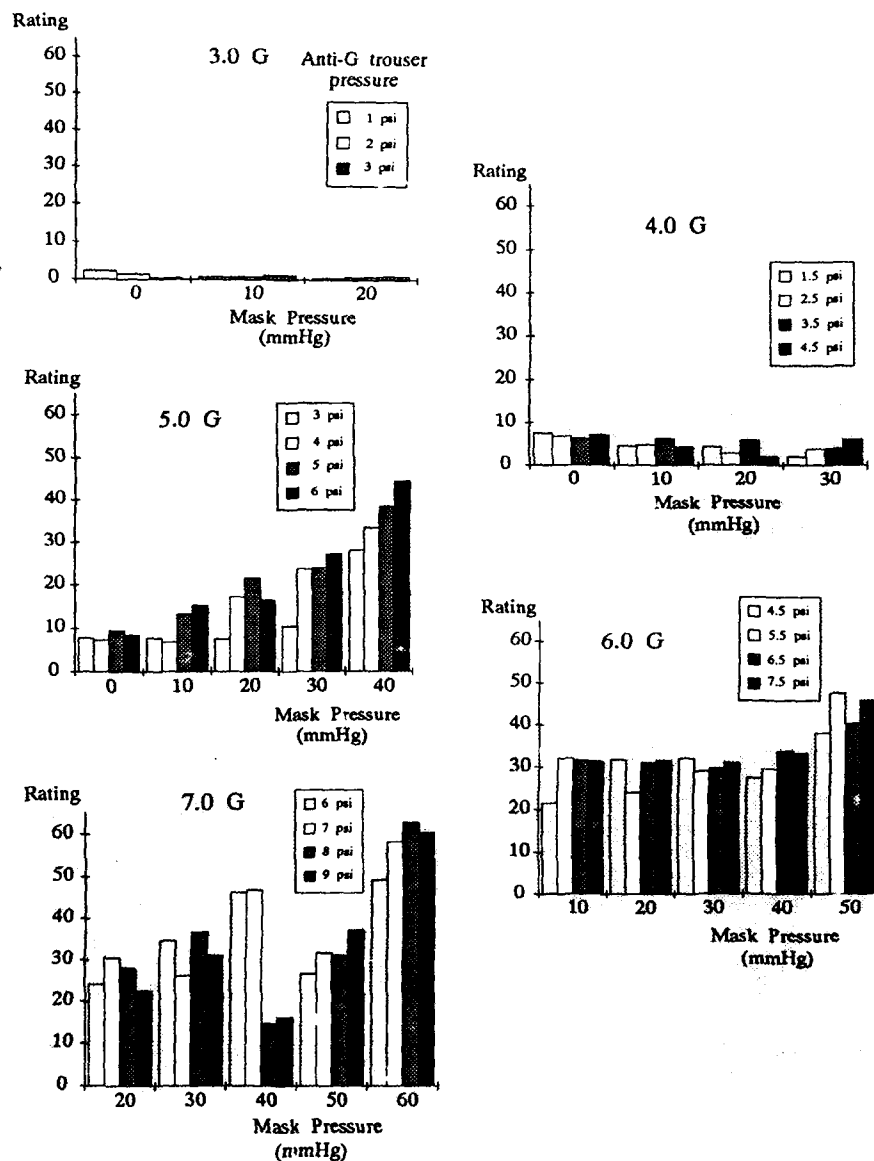 Rating
3.0 G
Anti-G trouser
pressure
60
50
40
30
20
10
0
1 psi
2 psi
3 psi
0 10 20
Mask Pressure
(mmHg)
Rating
4.0 G
60
50
40
30
20
10
0
1.5 psi
2.5 psi
3.5 psi
4.5 psi
0 10 20 30
Mask Pressure
(mmHg)
Rating
5.0 G
60
50
40
30
20
10
0
3 psi
4 psi
5 psi
6 psi
0 10 20 30 40
Mask Pressure
(mmHg)
Rating
6.0 G
60
50
40
30
20
10
0
4.5 psi
5.5 psi
6.5 psi
7.5 psi
10 20 30 40 50
Mask Pressure
(mmHg)
Rating
7.0 G
60
50
40
30
20
10
0
6 psi
7 psi
8 psi
9 psi
20 30 40 50 60
Mask Pressure
(mmHg)